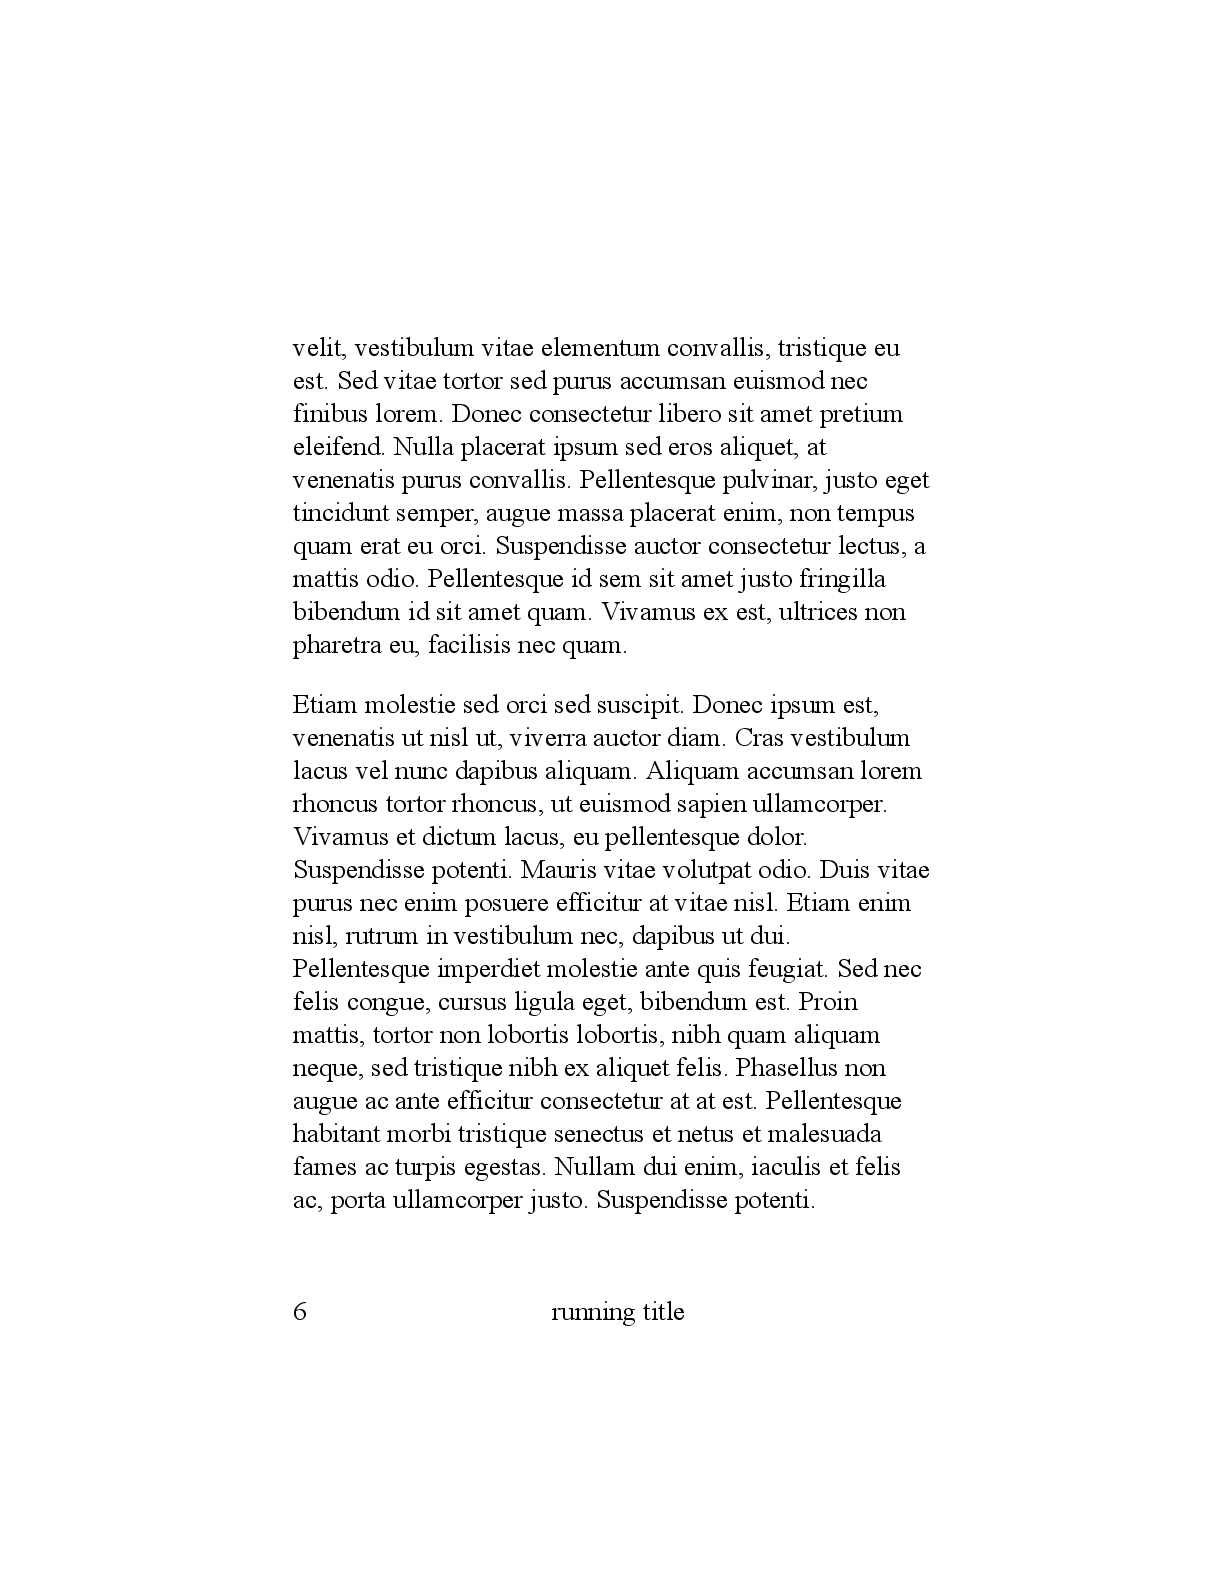 velit, vestibulum vitae elementum convallis, tristique eu
est. Sed vitae tortor sed purus accumsan euismod nec
finibus lorem. Donec consectetur libero sit amet pretium
eleifend. Nulla placerat ipsum sed eros aliquet, at
venenatis purus convallis. Pellentesque pulvinar, justo eget
tincidunt semper, augue massa placerat enim, non tempus
quam erat eu orci. Suspendisse auctor consectetur lectus, a
mattis odio. Pellentesque id sem sit amet justo fringilla
bibendum id sit amet quam. Vivamus ex est, ultrices non
pharetra eu, facilisis nec quam.
Etiam molestie sed orci sed suscipit. Donec ipsum est,
venenatis ut nisl ut, viverra auctor diam. Cras vestibulum
lacus vel nunc dapibus aliquam. Aliquam accumsan lorem
rhoncus tortor rhoncus, ut euismod sapien ullamcorper.
Vivamus et dictum lacus, eu pellentesque dolor.
Suspendisse potenti. Mauris vitae volutpat odio. Duis vitae
purus nec enim posuere efficitur at vitae nisl. Etiam enim
nisl, rutrum in vestibulum nec, dapibus ut dui.
Pellentesque imperdiet molestie ante quis feugiat. Sed nec
felis congue, cursus ligula eget, bibendum est. Proin
mattis, tortor non lobortis lobortis, nibh quam aliquam
neque, sed tristique nibh ex aliquet felis. Phasellus non
augue ac ante efficitur consectetur at at est. Pellentesque
habitant morbi tristique senectus et netus et malesuada
fames ac turpis egestas. Nullam dui enim, iaculis et felis
ac, porta ullamcorper justo. Suspendisse potenti.
6 running title